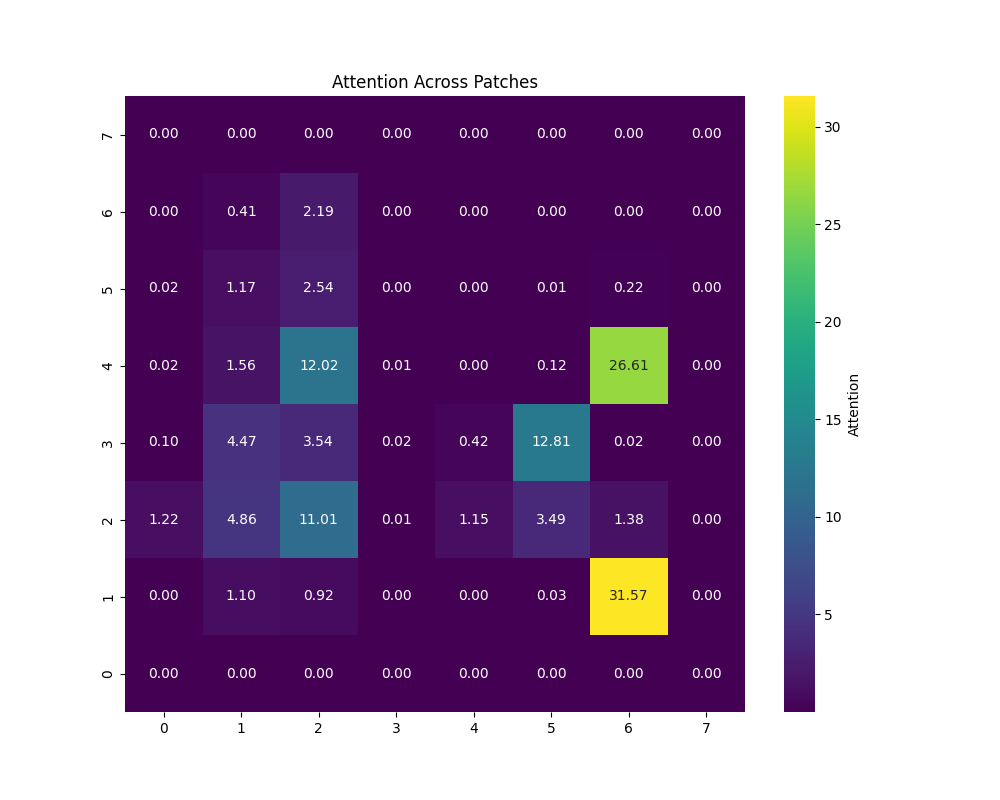 Attention Across Patches
7 0.00 0.00 0.00 0.00 0.00 0.00 0.00 0.00
6 0.00 0.41 2.19 0.00 0.00 0.00 0.00 0.00
5 0.02 1.17 2.54 0.00 0.00 0.01 0.22 0.00
4 0.02 1.56 12.02 0.01 0.00 0.12 26.61 0.00
3 0.10 4.47 3.54 0.02 0.42 12.81 0.02 0.00
2 1.22 4.86 11.01 0.01 1.15 3.49 1.38 0.00
1 0.00 1.10 0.92 0.00 0.00 0.03 31.57 0.00
0 0.00 0.00 0.00 0.00 0.00 0.00 0.00 0.00
0 1 2 3 4 5 6 7
30
25
20
15
10
5
Attention